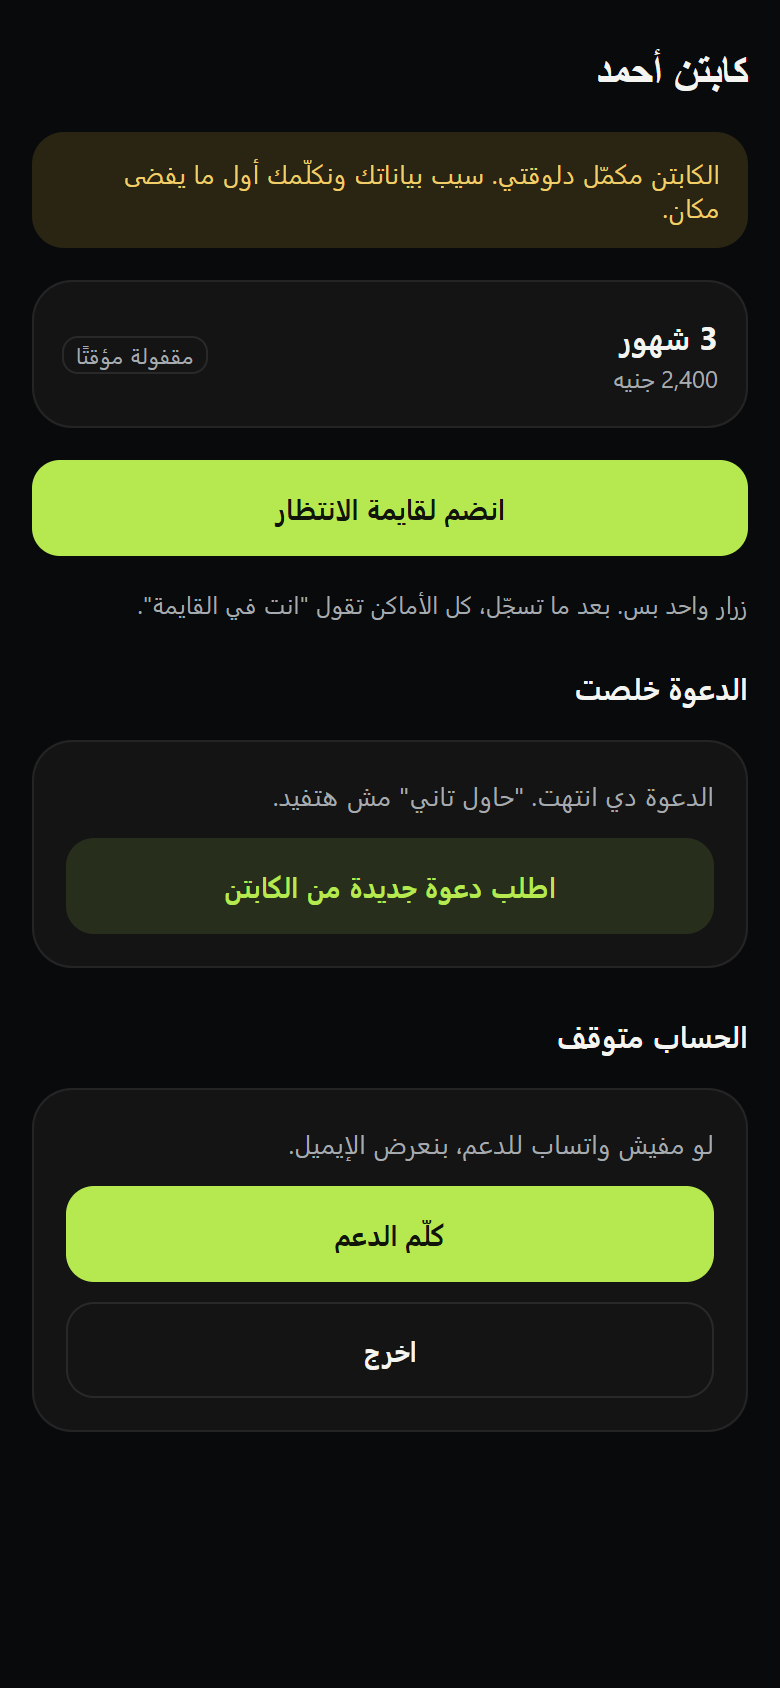 كابتن أحمد
الكابتن مكمّل دلوقتي. سيب بياناتك ونكلّمك أول ما يفضى
مكان.
3 شهور
2,400 جنيه
مقفولة مؤقتًا
انضم لقايمة الانتظار
زرار واحد بس. بعد ما تسجّل، كل الأماكن تقول "انت في القايمة".
الدعوة خلصت
الدعوة دي انتهت. "حاول تاني" مش هتفيد.
اطلب دعوة جديدة من الكابتن
الحساب متوقف
لو مفيش واتساب للدعم، بنعرض الإيميل.
كلّم الدعم
اخرج